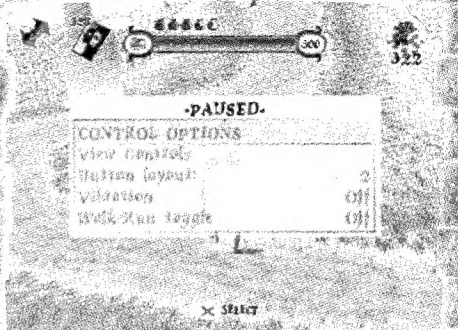 300
322
-PAUSED-
CONTROL OPTIONS
View Controls
Button layout 2
Vibration Off
Walk-Run toggle Off
× SELECT